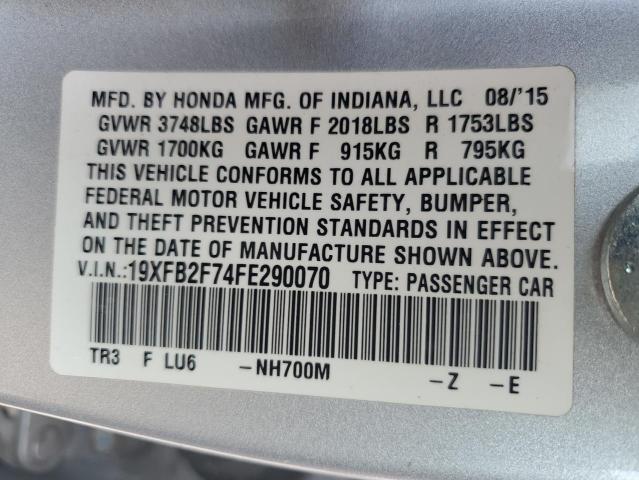 MFD. BY HONDA MFG. OF INDIANA, LLC 08/'15
GVWR 3748LBS GAWR F 2018LBS R 1753LBS
GVWR 1700KG GAWR F 915KG R 795KG
THIS VEHICLE CONFORMS TO ALL APPLICABLE
FEDERAL MOTOR VEHICLE SAFETY, BUMPER,
AND THEFT PREVENTION STANDARDS IN EFFECT
ON THE DATE OF MANUFACTURE SHOWN ABOVE.
V.I.N.:19XFB2F74FE290070 TYPE: PASSENGER CAR
TR3 F LU6 -NH700M -Z -E